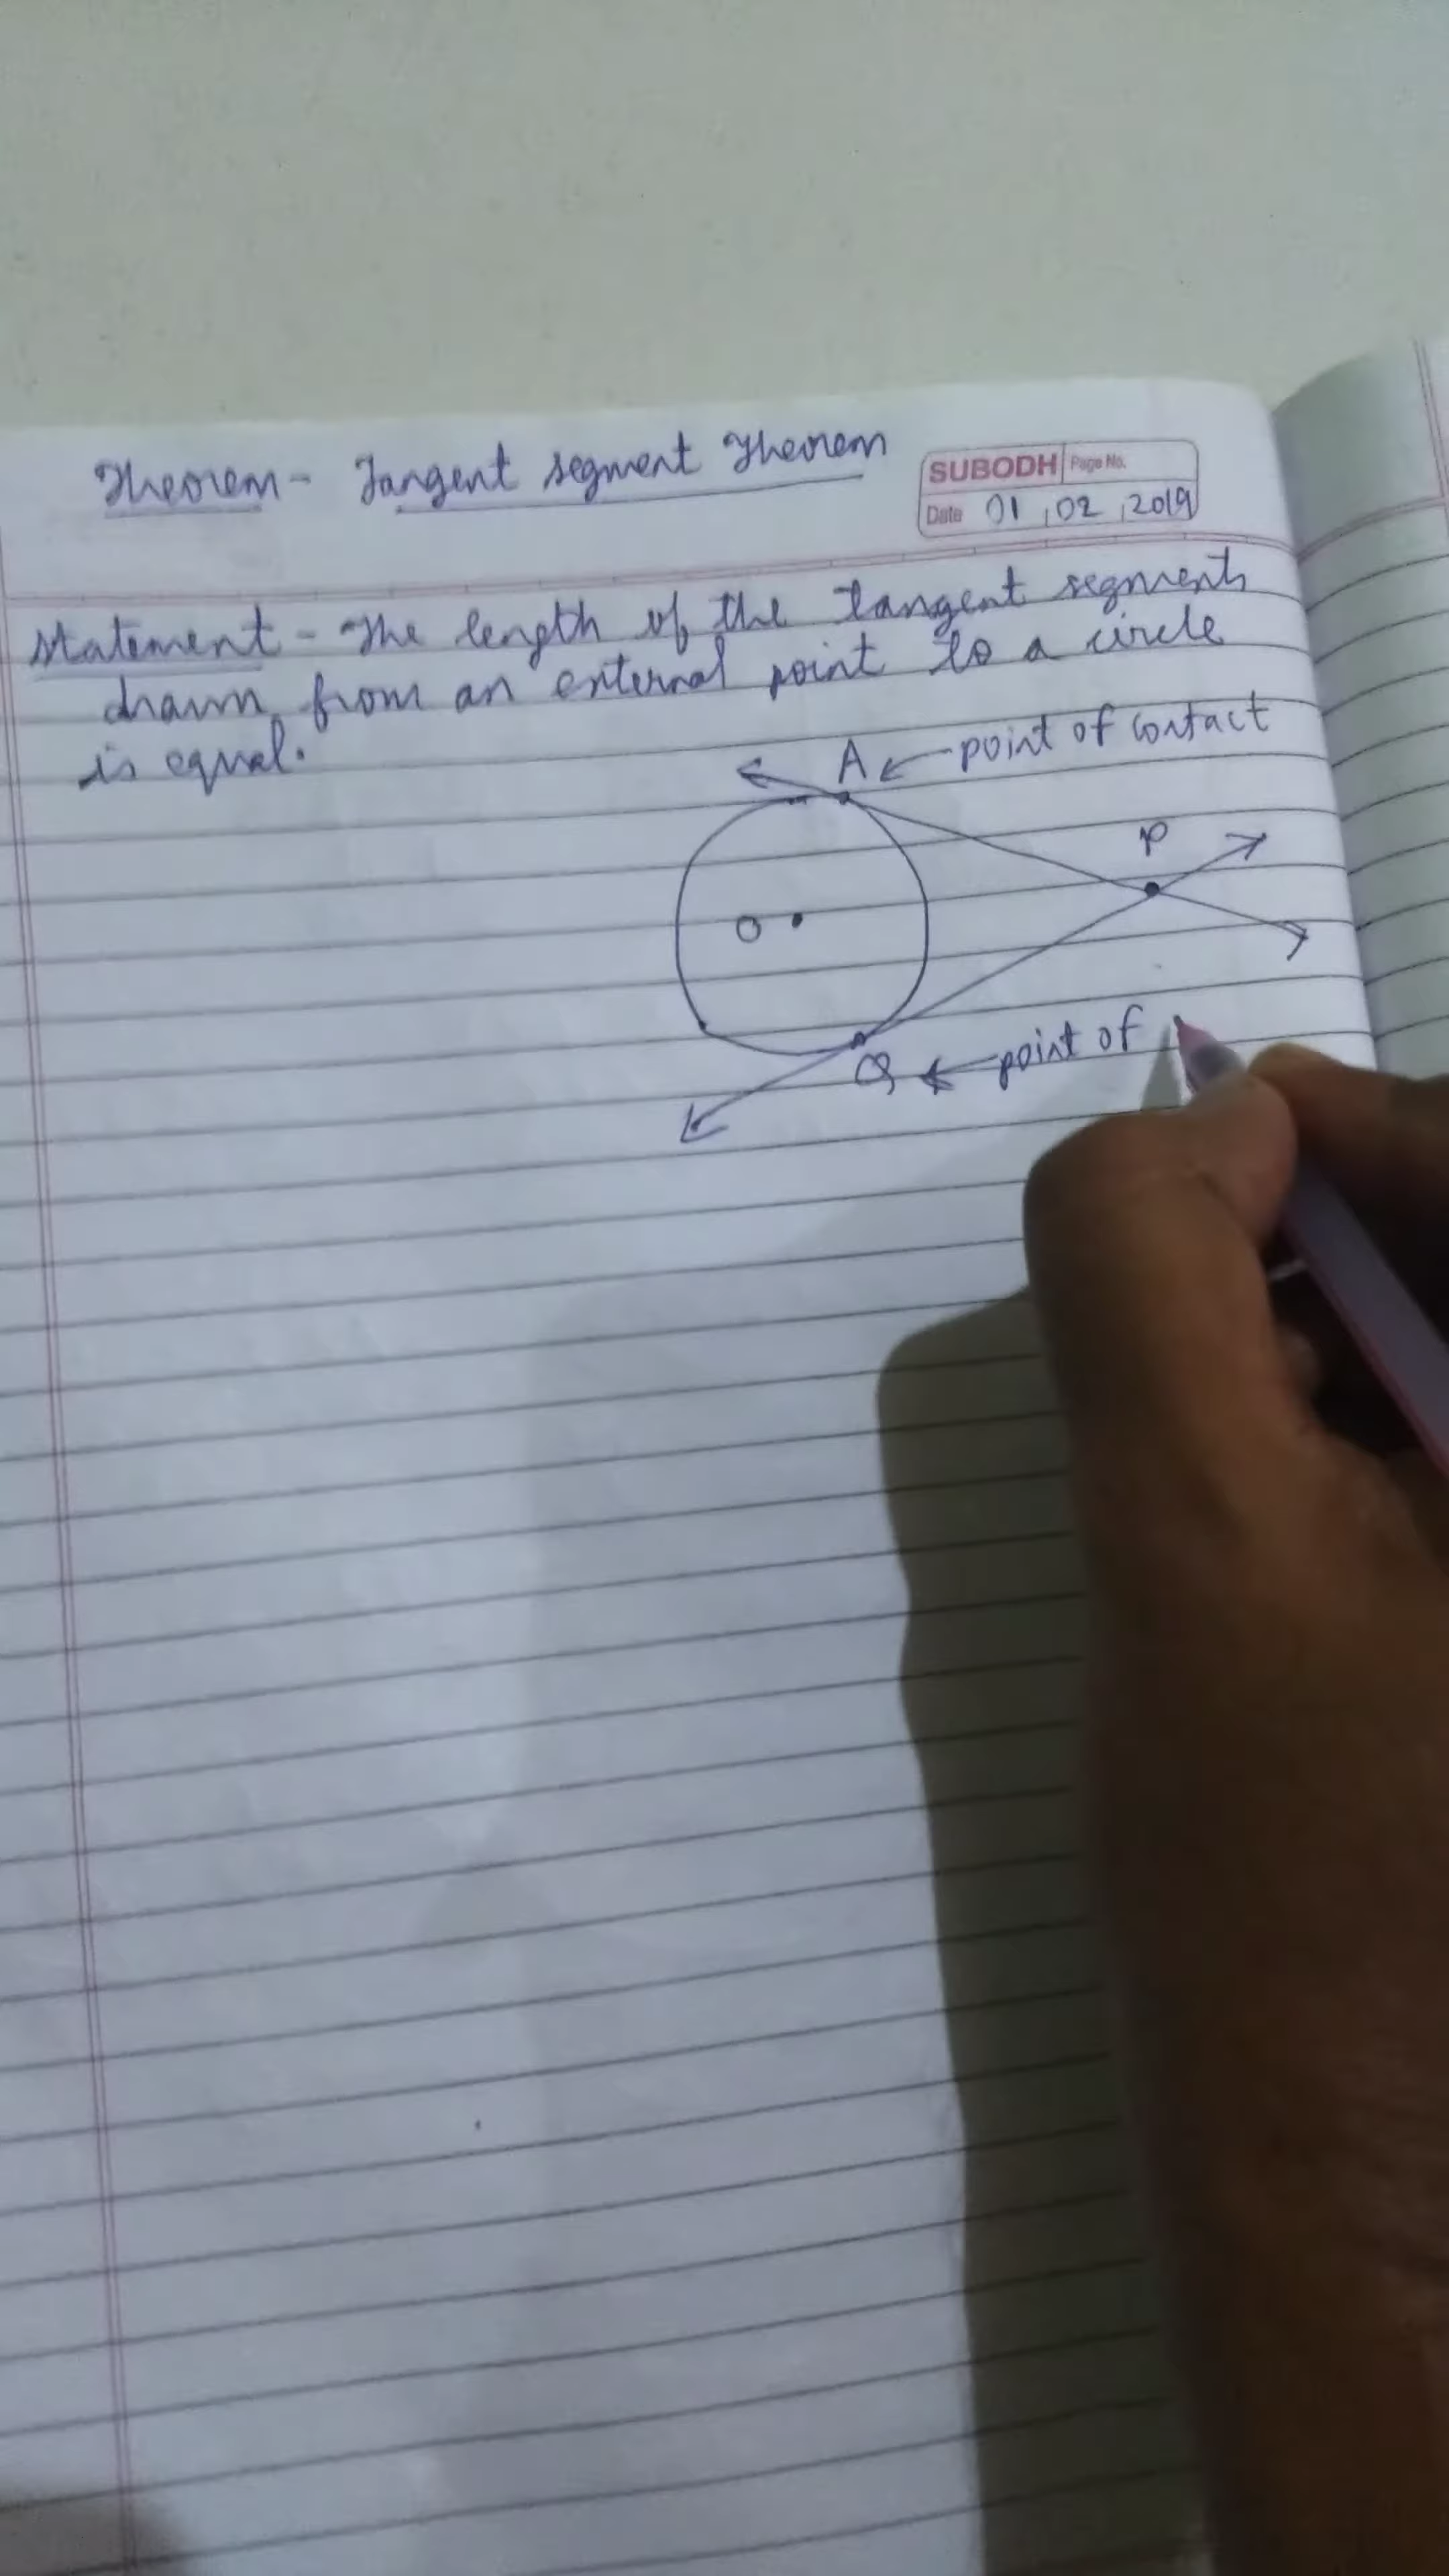 Theorem - Tangent segment Theorem
SUBODH Page No.
Date 01 02 2019
Statement - The length of the tangent segments
drawn from an external point to a circle
is equal.
A ← point of contact
P
O
Q ← point of